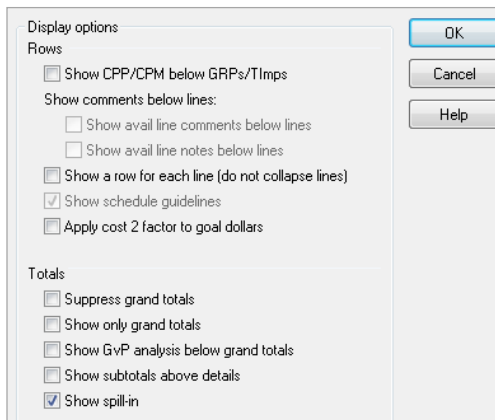 Display options
OK
Rows
Show CPP/CPM below GRPs/TImps
Cancel
Show comments below lines:
Help
Show avail line comments below lines
Show avail line notes below lines
Show a row for each line (do not collapse lines)
Show schedule guidelines
Apply cost 2 factor to goal dollars
Totals
Suppress grand totals
Show only grand totals
Show GvP analysis below grand totals
Show subtotals above details
Show spill-in